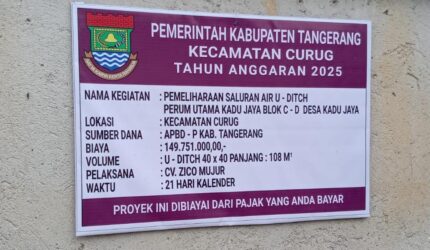 PEMERINTAH KABUPATEN TANGERANG
KECAMATAN CURUG
TAHUN ANGGARAN 2025
NAMA KEGIATAN : PEMELIHARAAN SALURAN AIR U - DITCH
PERUM UTAMA KADU JAYA BLOK C - D DESA KADU JAYA
LOKASI : KECAMATAN CURUG
SUMBER DANA : APBD - P KAB. TANGERANG
BIAYA : 149.751.000,00,-
VOLUME : U - DITCH 40 x 40 PANJANG : 108 M¹
PELAKSANA : CV. ZICO MUJUR
WAKTU : 21 HARI KALENDER
PROYEK INI DIBIAYAI DARI PAJAK YANG ANDA BAYAR